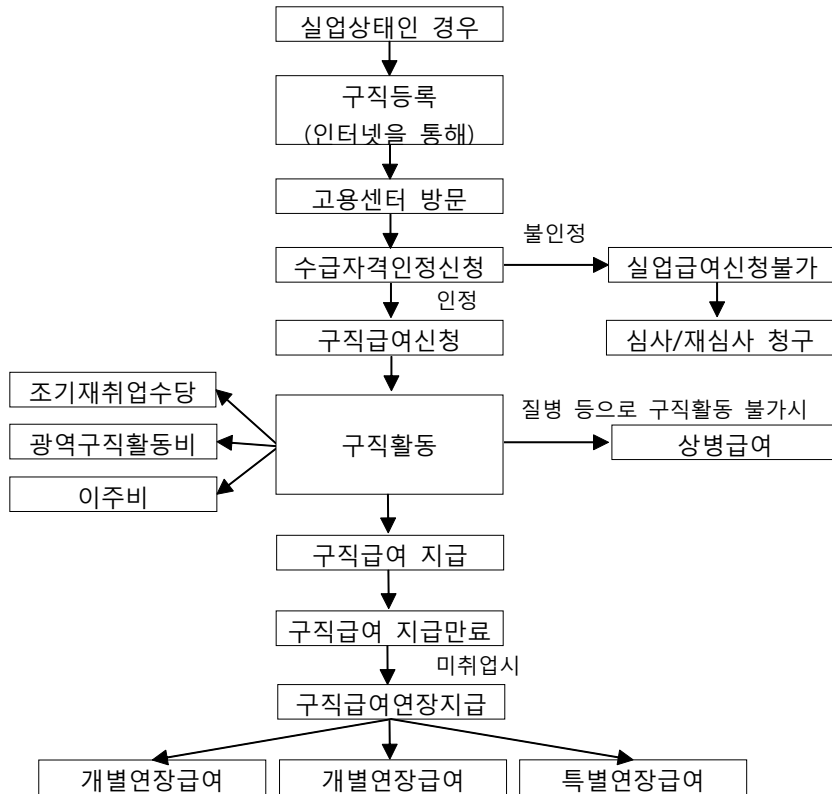 실업상태인 경우
구직등록
(인터넷을 통해)
고용센터 방문
불인정
수급자격인정신청
실업급여신청불가
인정
구직급여신청
심사/재심사 청구
조기재취업수당
질병 등으로 구직활동 불가시
광역구직활동비
구직활동
상병급여
이주비
구직급여 지급
구직급여 지급만료
미취업시
구직급여연장지급
개별연장급여
개별연장급여
특별연장급여